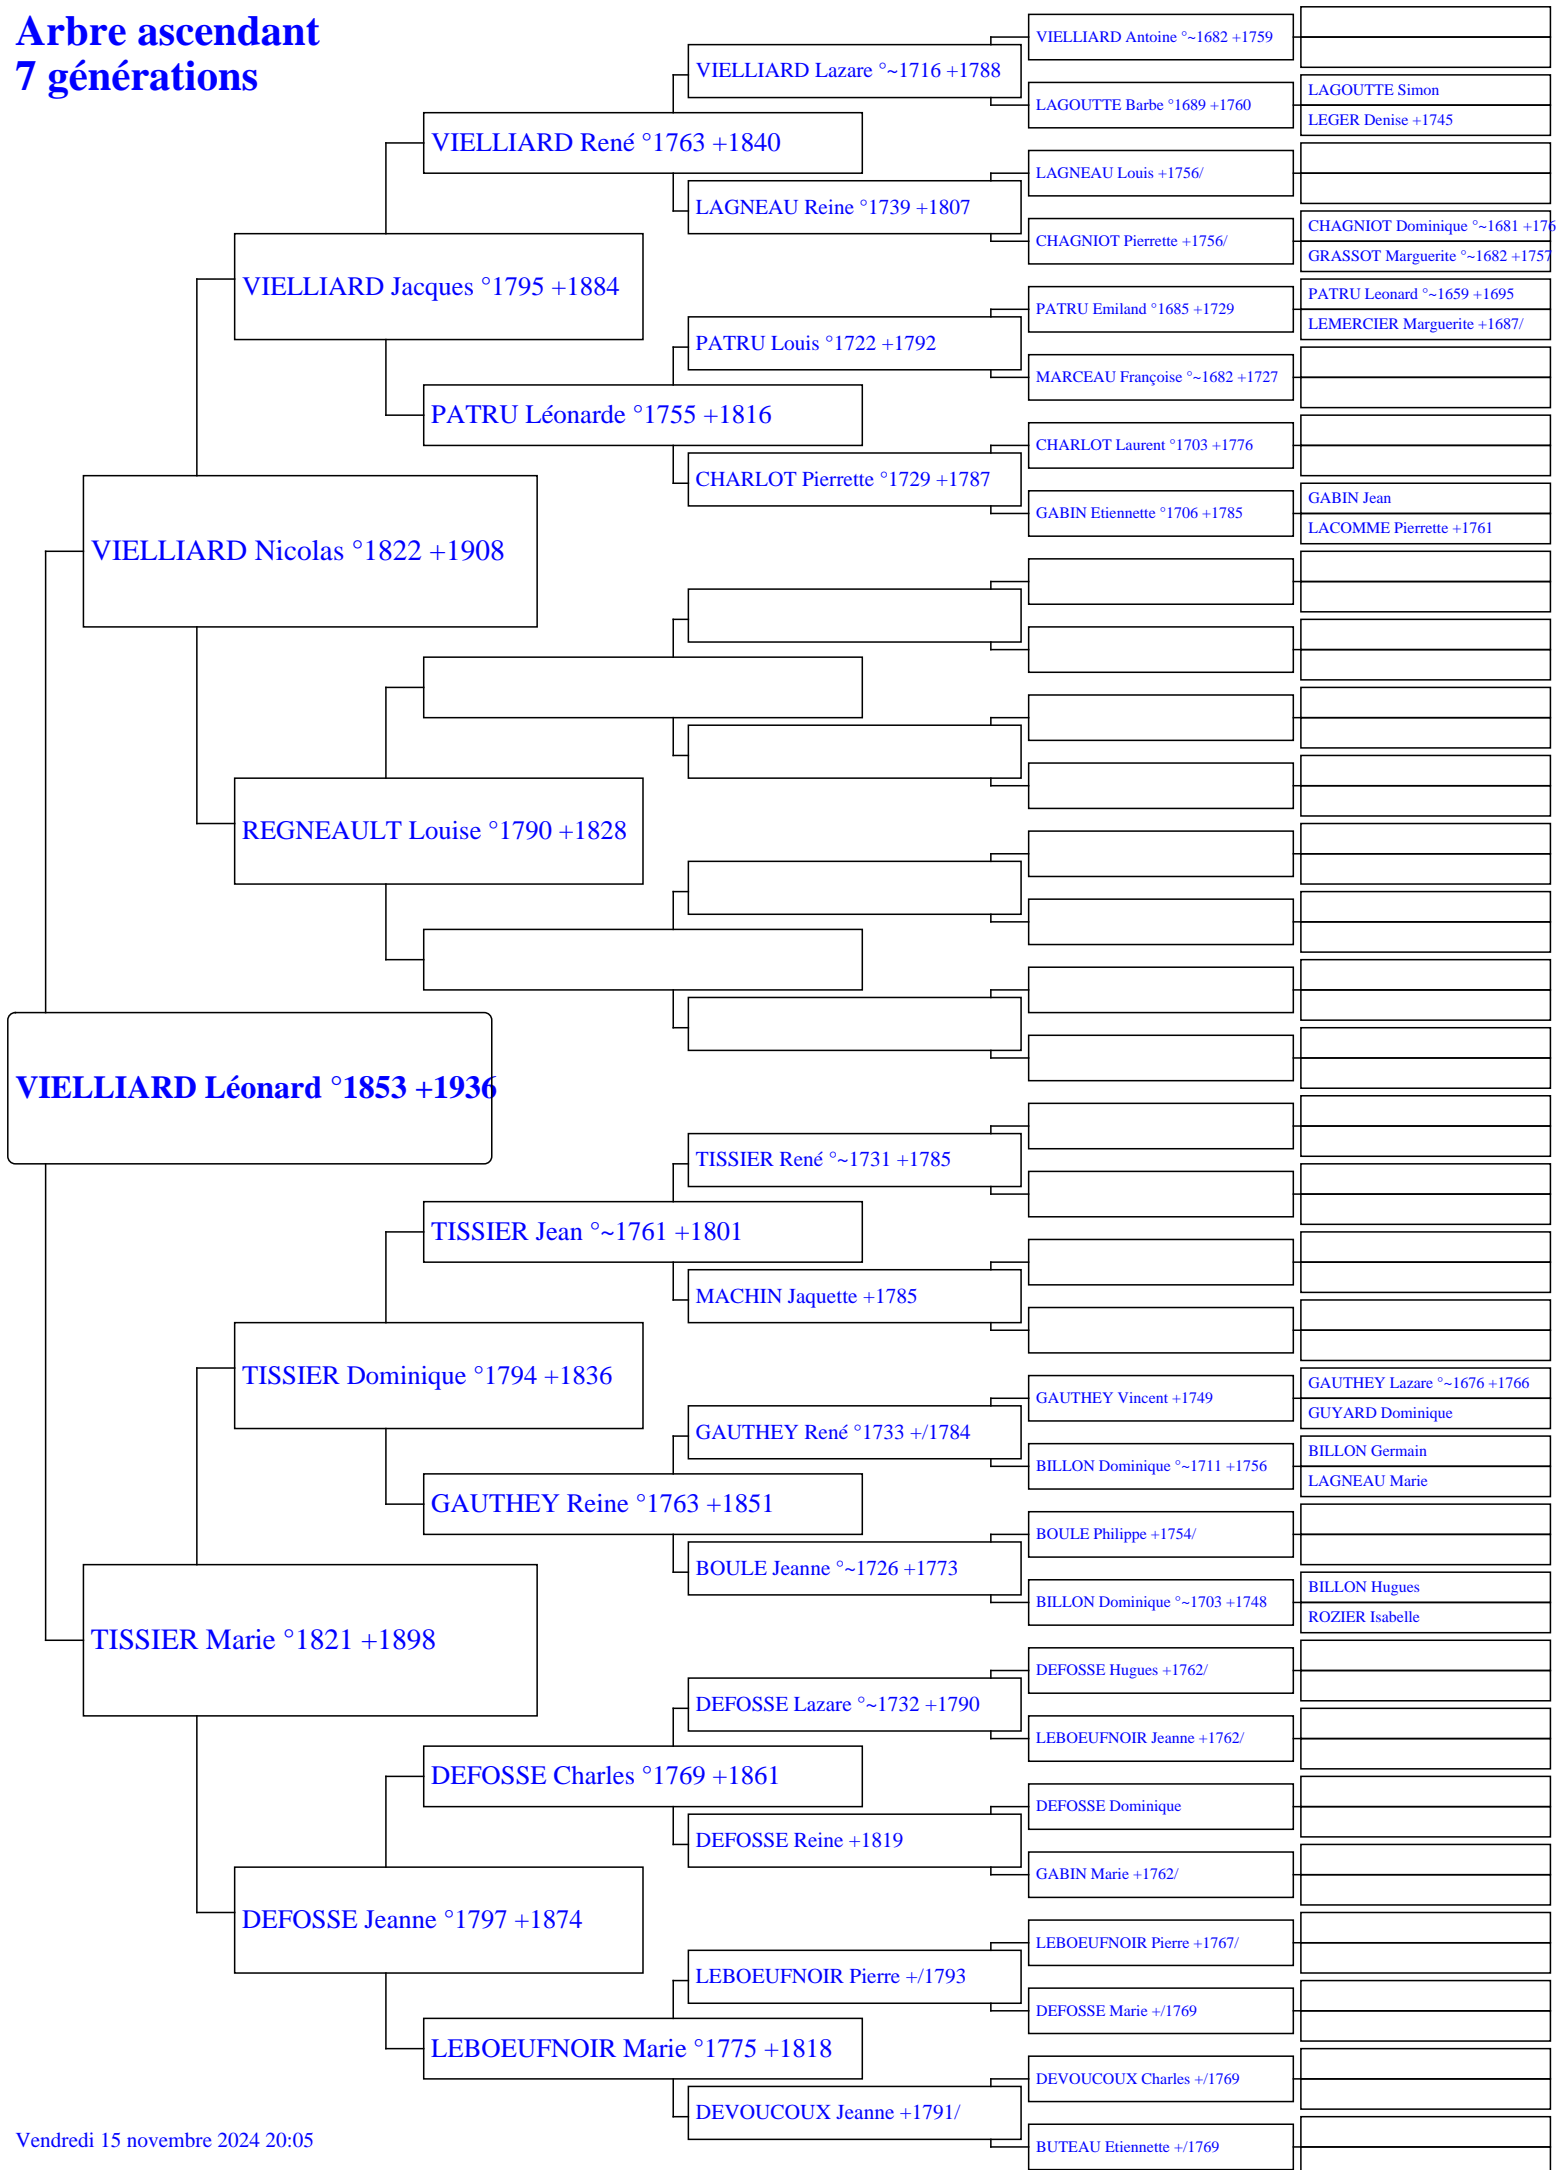 Arbre ascendant
7 générations
VIELLIARD Antoine °~1682 +1759
VIELLIARD Lazare °~1716 +1788
LAGOUTTE Simon
LAGOUTTE Barbe °1689 +1760
LEGER Denise +1745
VIELLIARD René °1763 +1840
LAGNEAU Louis +1756/
LAGNEAU Reine °1739 +1807
CHAGNIOT Dominique °~1681 +176
CHAGNIOT Pierrette +1756/
GRASSOT Marguerite °~1682 +1757
VIELLIARD Jacques °1795 +1884
PATRU Leonard °~1659 +1695
PATRU Emiland °1685 +1729
LEMERCIER Marguerite +1687/
PATRU Louis °1722 +1792
MARCEAU Françoise °~1682 +1727
PATRU Léonarde °1755 +1816
CHARLOT Laurent °1703 +1776
CHARLOT Pierrette °1729 +1787
GABIN Jean
GABIN Etiennette °1706 +1785
LACOMME Pierrette +1761
VIELLIARD Nicolas °1822 +1908
REGNEAULT Louise °1790 +1828
VIELLIARD Léonard °1853 +1936
TISSIER René °~1731 +1785
TISSIER Jean °~1761 +1801
MACHIN Jaquette +1785
TISSIER Dominique °1794 +1836
GAUTHEY Lazare °~1676 +1766
GAUTHEY Vincent +1749
GUYARD Dominique
GAUTHEY René °1733 +/1784
BILLON Germain
BILLON Dominique °~1711 +1756
LAGNEAU Marie
GAUTHEY Reine °1763 +1851
BOULE Philippe +1754/
BOULE Jeanne °~1726 +1773
BILLON Hugues
BILLON Dominique °~1703 +1748
ROZIER Isabelle
TISSIER Marie °1821 +1898
DEFOSSE Hugues +1762/
DEFOSSE Lazare °~1732 +1790
LEBOEUFNOIR Jeanne +1762/
DEFOSSE Charles °1769 +1861
DEFOSSE Dominique
DEFOSSE Reine +1819
GABIN Marie +1762/
DEFOSSE Jeanne °1797 +1874
LEBOEUFNOIR Pierre +1767/
LEBOEUFNOIR Pierre +/1793
DEFOSSE Marie +/1769
LEBOEUFNOIR Marie °1775 +1818
DEVOUCOUX Charles +/1769
DEVOUCOUX Jeanne +1791/
BUTEAU Etiennette +/1769
Vendredi 15 novembre 2024 20:05